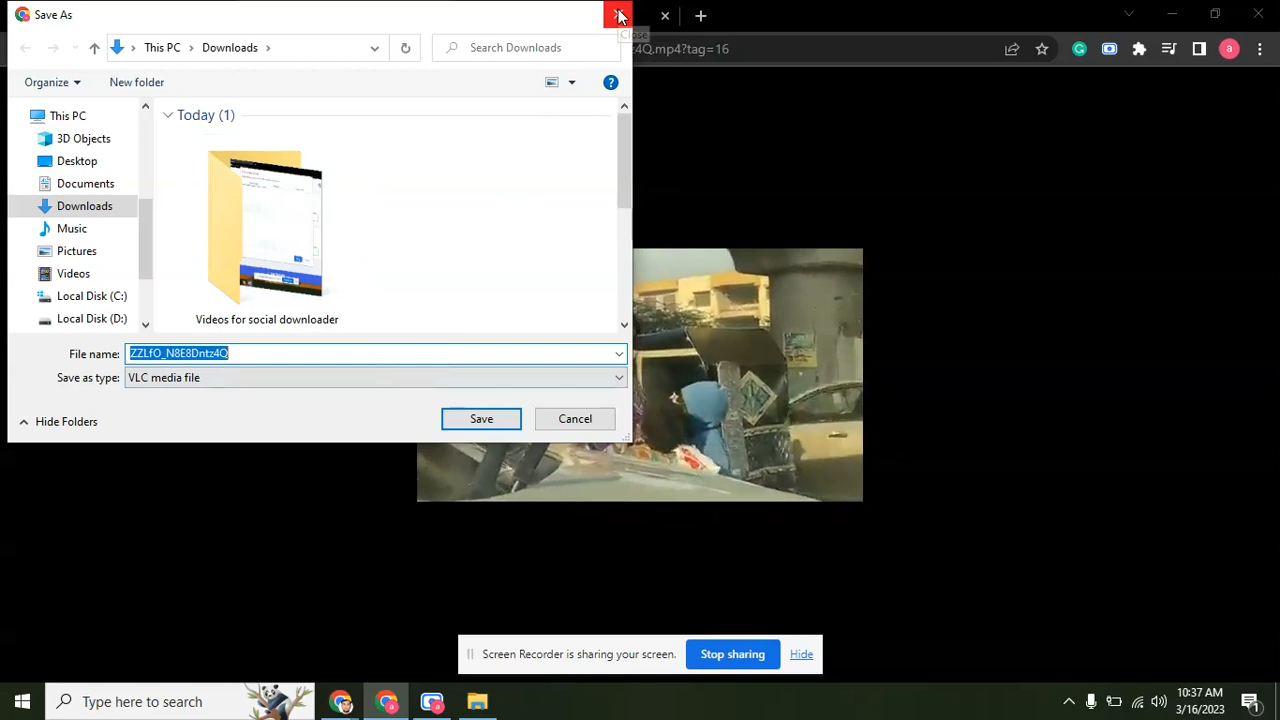 Save As
Close
This PC
Downloads
Search Downloads
z4Q.mp4?tag=16
a
Organize
New folder
?
This PC
3D Objects
Desktop
Documents
Downloads
Music
Pictures
Videos
Local Disk (C:)
Local Disk (D:)
Today (1)
Videos for social downloader
File name:
ZZLfO_N8E8Dntz4Q
Save as type:
VLC media file
Hide Folders
Save
Cancel
Screen Recorder is sharing your screen.
Stop sharing
Hide
Type here to search
a
a
10:37 AM
3/16/2023
1